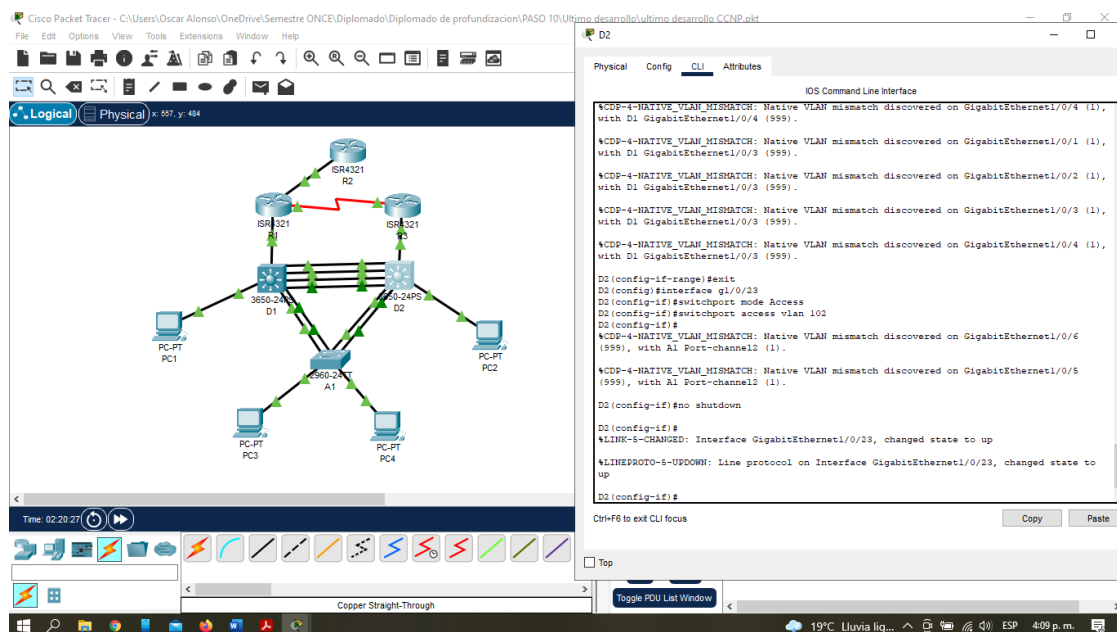 Cisco Packet Tracer - C:\Users\Oscar Alonso\OneDrive\Semestre ONCE\Diplomado\Diplomado de profundizacion\PASO 10\Ultimo desarrollo\ultimo desarrollo CCNP.pkt
File Edit Options View Tools Extensions Window Help
Logical Physical x: 557, y: 484
ISR4321
R2
ISR4321
R1
ISR4321
R3
3650-24PS
D1
3650-24PS
D2
PC-PT
PC1
PC-PT
PC2
2960-24TT
A1
PC-PT
PC3
PC-PT
PC4
Time: 02:20:27
Copper Straight-Through
D2
Physical Config CLI Attributes
IOS Command Line Interface
%CDP-4-NATIVE_VLAN_MISMATCH: Native VLAN mismatch discovered on GigabitEthernet1/0/4 (1),
with D1 GigabitEthernet1/0/4 (999).
%CDP-4-NATIVE_VLAN_MISMATCH: Native VLAN mismatch discovered on GigabitEthernet1/0/1 (1),
with D1 GigabitEthernet1/0/3 (999).
%CDP-4-NATIVE_VLAN_MISMATCH: Native VLAN mismatch discovered on GigabitEthernet1/0/2 (1),
with D1 GigabitEthernet1/0/3 (999).
%CDP-4-NATIVE_VLAN_MISMATCH: Native VLAN mismatch discovered on GigabitEthernet1/0/3 (1),
with D1 GigabitEthernet1/0/3 (999).
%CDP-4-NATIVE_VLAN_MISMATCH: Native VLAN mismatch discovered on GigabitEthernet1/0/4 (1),
with D1 GigabitEthernet1/0/3 (999).
D2(config-if-range)#exit
D2(config)#interface g1/0/23
D2(config-if)#switchport mode Access
D2(config-if)#switchport access vlan 102
D2(config-if)#
%CDP-4-NATIVE_VLAN_MISMATCH: Native VLAN mismatch discovered on GigabitEthernet1/0/6
(999), with A1 Port-channel2 (1).
%CDP-4-NATIVE_VLAN_MISMATCH: Native VLAN mismatch discovered on GigabitEthernet1/0/5
(999), with A1 Port-channel2 (1).
D2(config-if)#no shutdown
D2(config-if)#
%LINK-5-CHANGED: Interface GigabitEthernet1/0/23, changed state to up
%LINEPROTO-5-UPDOWN: Line protocol on Interface GigabitEthernet1/0/23, changed state to
up
D2(config-if)#
Ctrl+F6 to exit CLI focus
Copy Paste
Top
Toggle PDU List Window
19°C Lluvia lig... ESP 4:09 p. m.